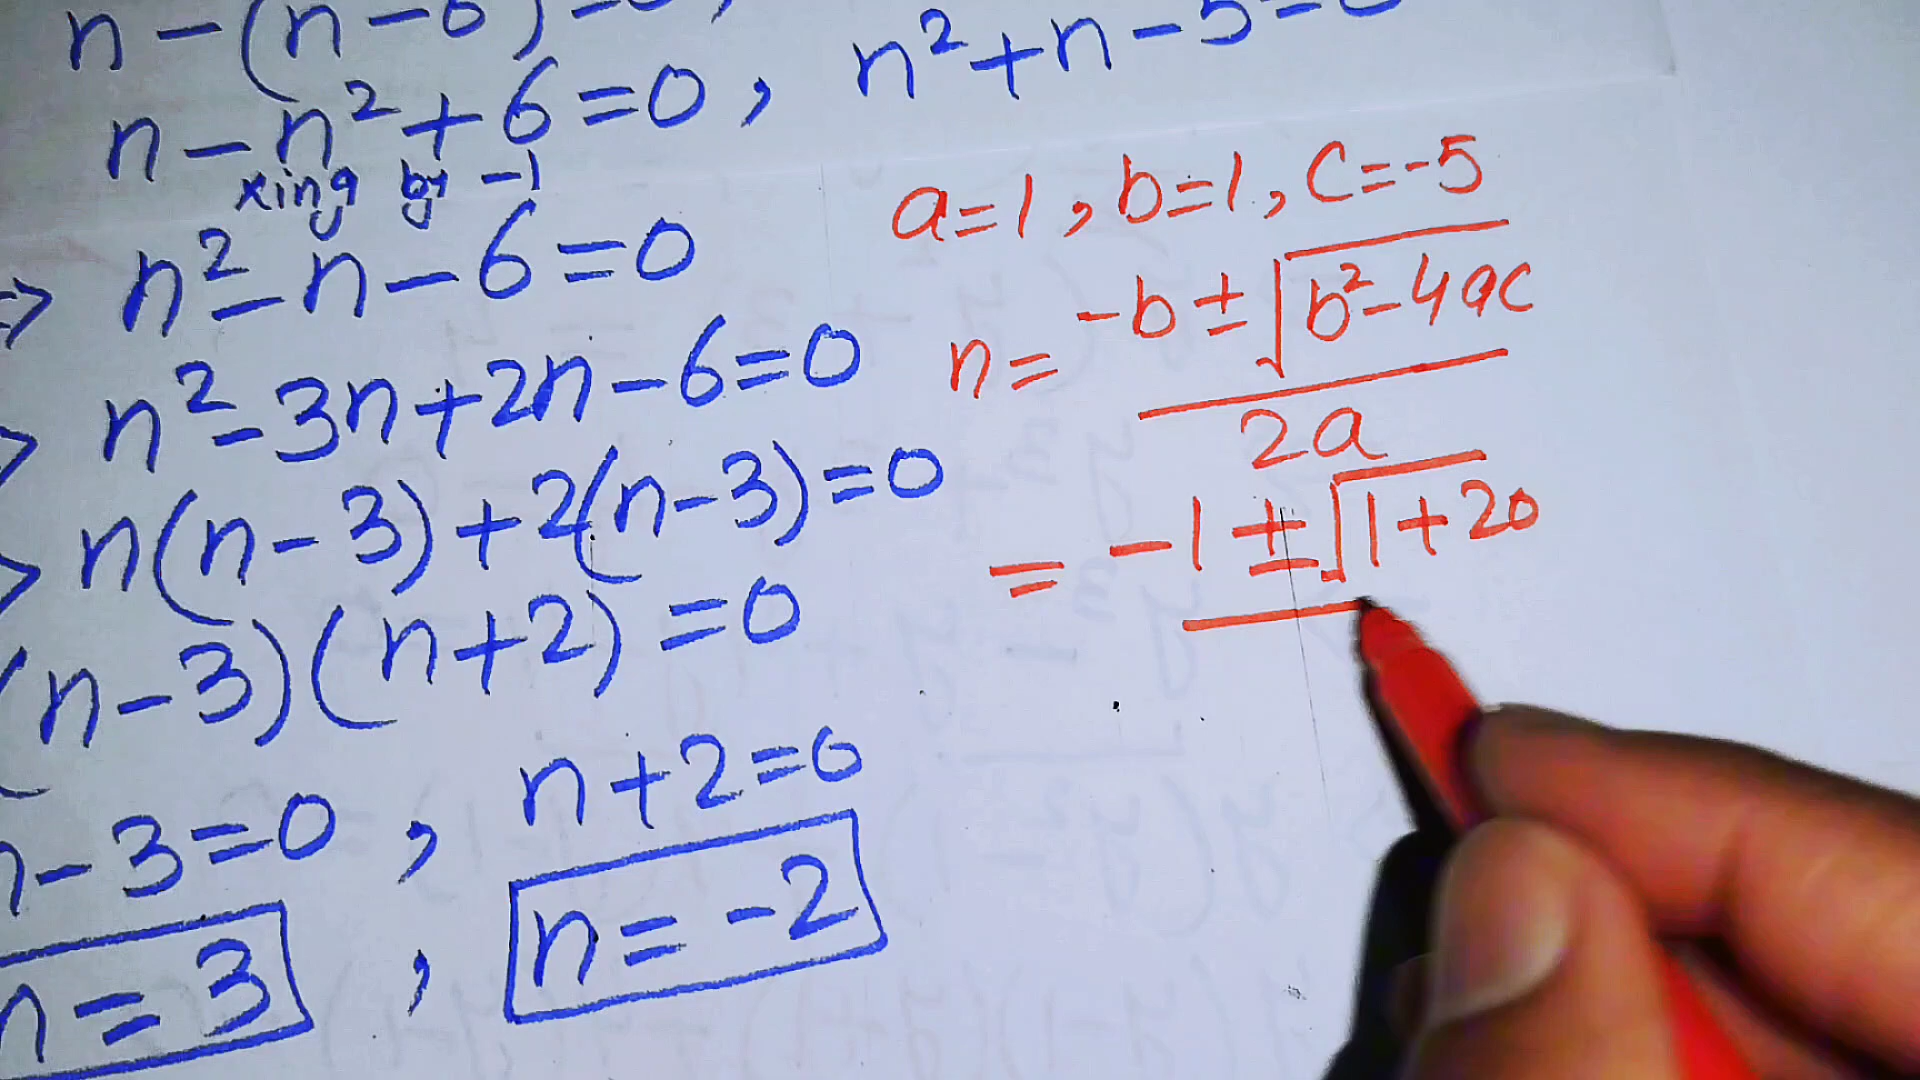 n-(n-6)=0,
n-n²+6=0,
xing by -1
=> n²-n-6=0
> n²-3n+2n-6=0
> n(n-3)+2(n-3)=0
(n-3)(n+2)=0
n-3=0, n+2=0
n=3, n=-2
n²+n-5=0
a=1, b=1, c=-5
n= -b±√b²-4ac
2a
= -1±√1+20